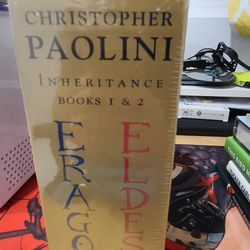 CHRISTOPHER
PAOLINI
INHERITANCE
BOOKS 1 & 2
ERAGO
ELDES